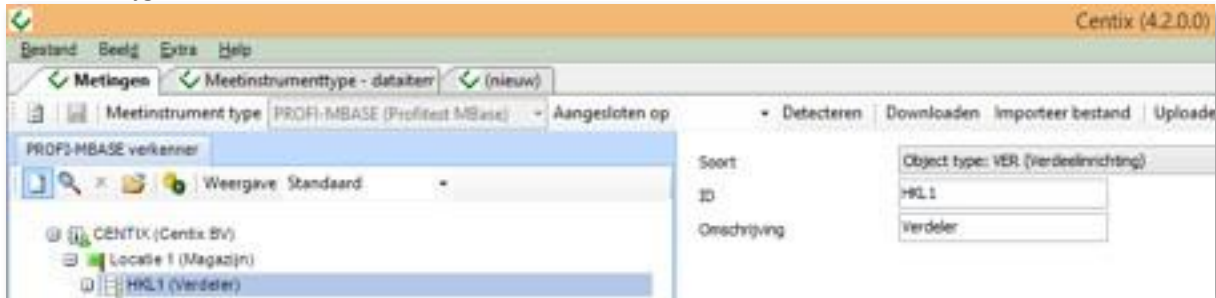 Centix (4.2.0.0)
Bestand Beeld Extra Help
Metingen Meetinstrumenttype - dataitem (nieuw)
Meetinstrument type PROFI-MBASE (Profitest MBase) Aangesloten op Detecteren Downloaden Importeer bestand Uploade
PROFI-MBASE verkenner
Weergave Standaard
Soort Object type: VER (Verdeelinrichting)
ID HKL1
Omschrijving Verdeler
CENTIX (Centix BV)
Locatie 1 (Magazijn)
HKL1 (Verdeler)